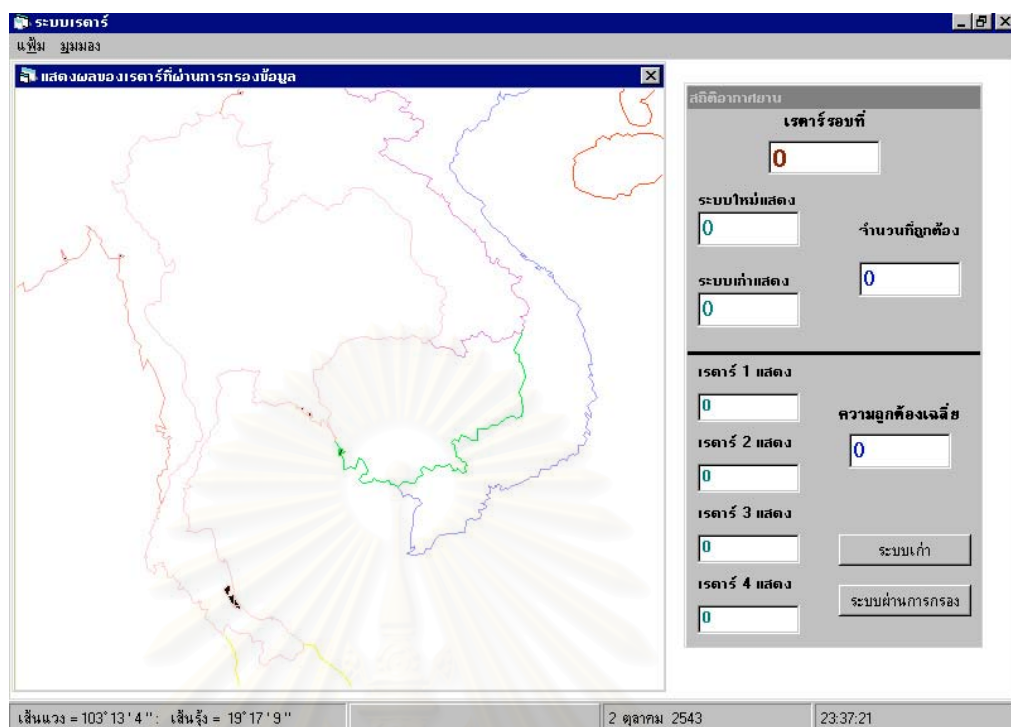 ระบบเรดาร์
แฟ้ม มุมมอง
แสดงผลของเรดาร์ที่ผ่านการกรองข้อมูล
สถิติอากาศยาน
เรดาร์รอบที่
0
ระบบใหม่แสดง
0
จำนวนที่ถูกต้อง
0
ระบบเก่าแสดง
0
เรดาร์ 1 แสดง
0
ความถูกต้องเฉลี่ย
0
เรดาร์ 2 แสดง
0
เรดาร์ 3 แสดง
0
ระบบเก่า
เรดาร์ 4 แสดง
0
ระบบผ่านการกรอง
เส้นแวง = 103°13'4'': เส้นรุ้ง = 19°17'9''
2 ตุลาคม 2543
23:37:21